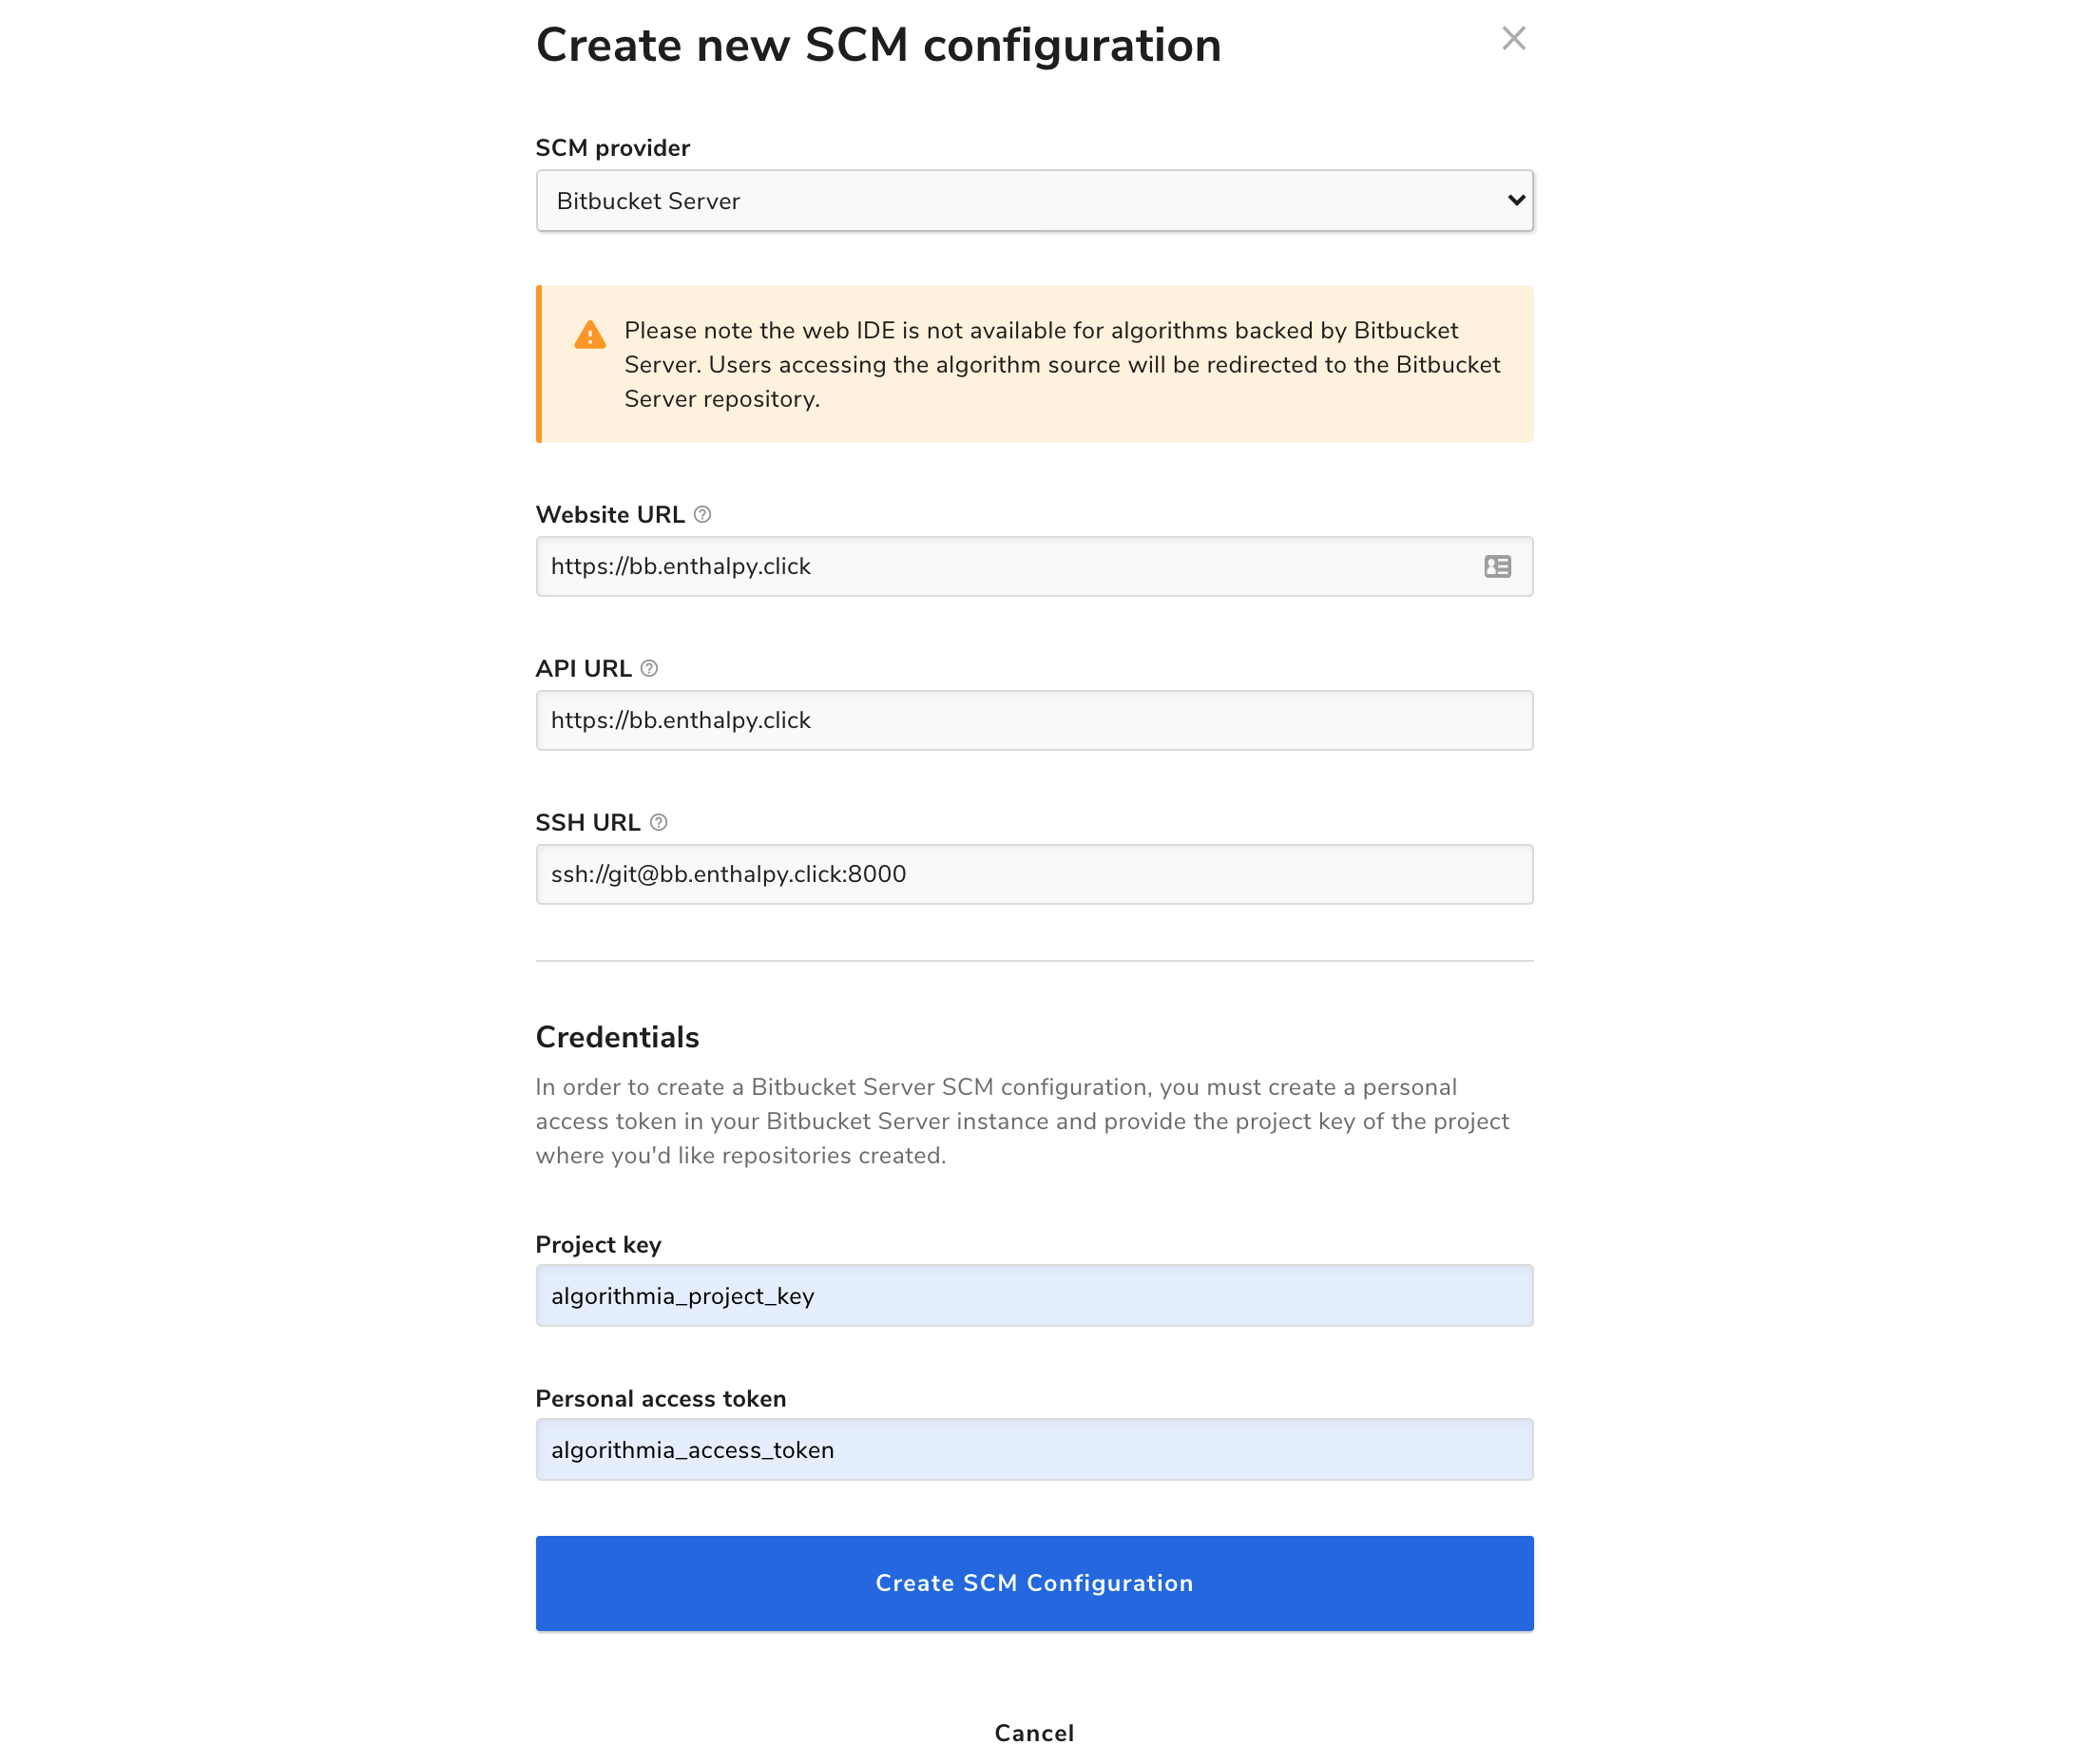 Create new SCM configuration
SCM provider
Bitbucket Server
Please note the web IDE is not available for algorithms backed by Bitbucket
Server. Users accessing the algorithm source will be redirected to the Bitbucket
Server repository.
Website URL
https://bb.enthalpy.click
API URL
https://bb.enthalpy.click
SSH URL
ssh://git@bb.enthalpy.click:8000
Credentials
In order to create a Bitbucket Server SCM configuration, you must create a personal
access token in your Bitbucket Server instance and provide the project key of the project
where you'd like repositories created.
Project key
algorithmia_project_key
Personal access token
algorithmia_access_token
Create SCM Configuration
Cancel